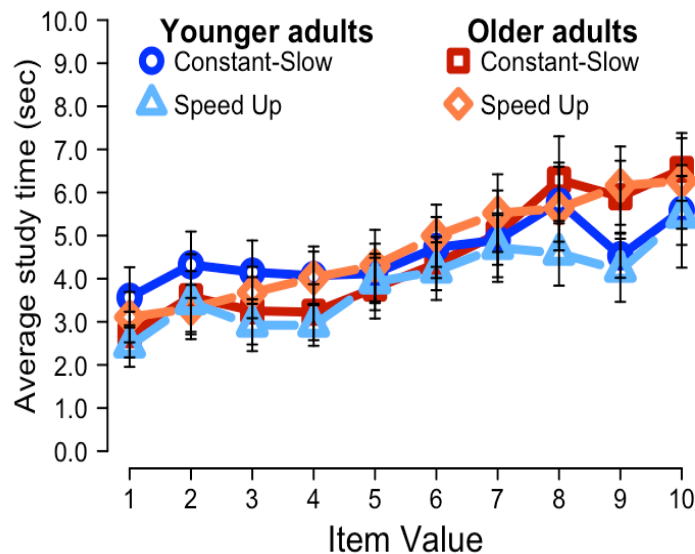 Younger adults
Constant-Slow
Speed Up
Older adults
Constant-Slow
Speed Up
Average study time (sec)
10.0
9.0
8.0
7.0
6.0
5.0
4.0
3.0
2.0
1.0
0.0
1 2 3 4 5 6 7 8 9 10
Item Value